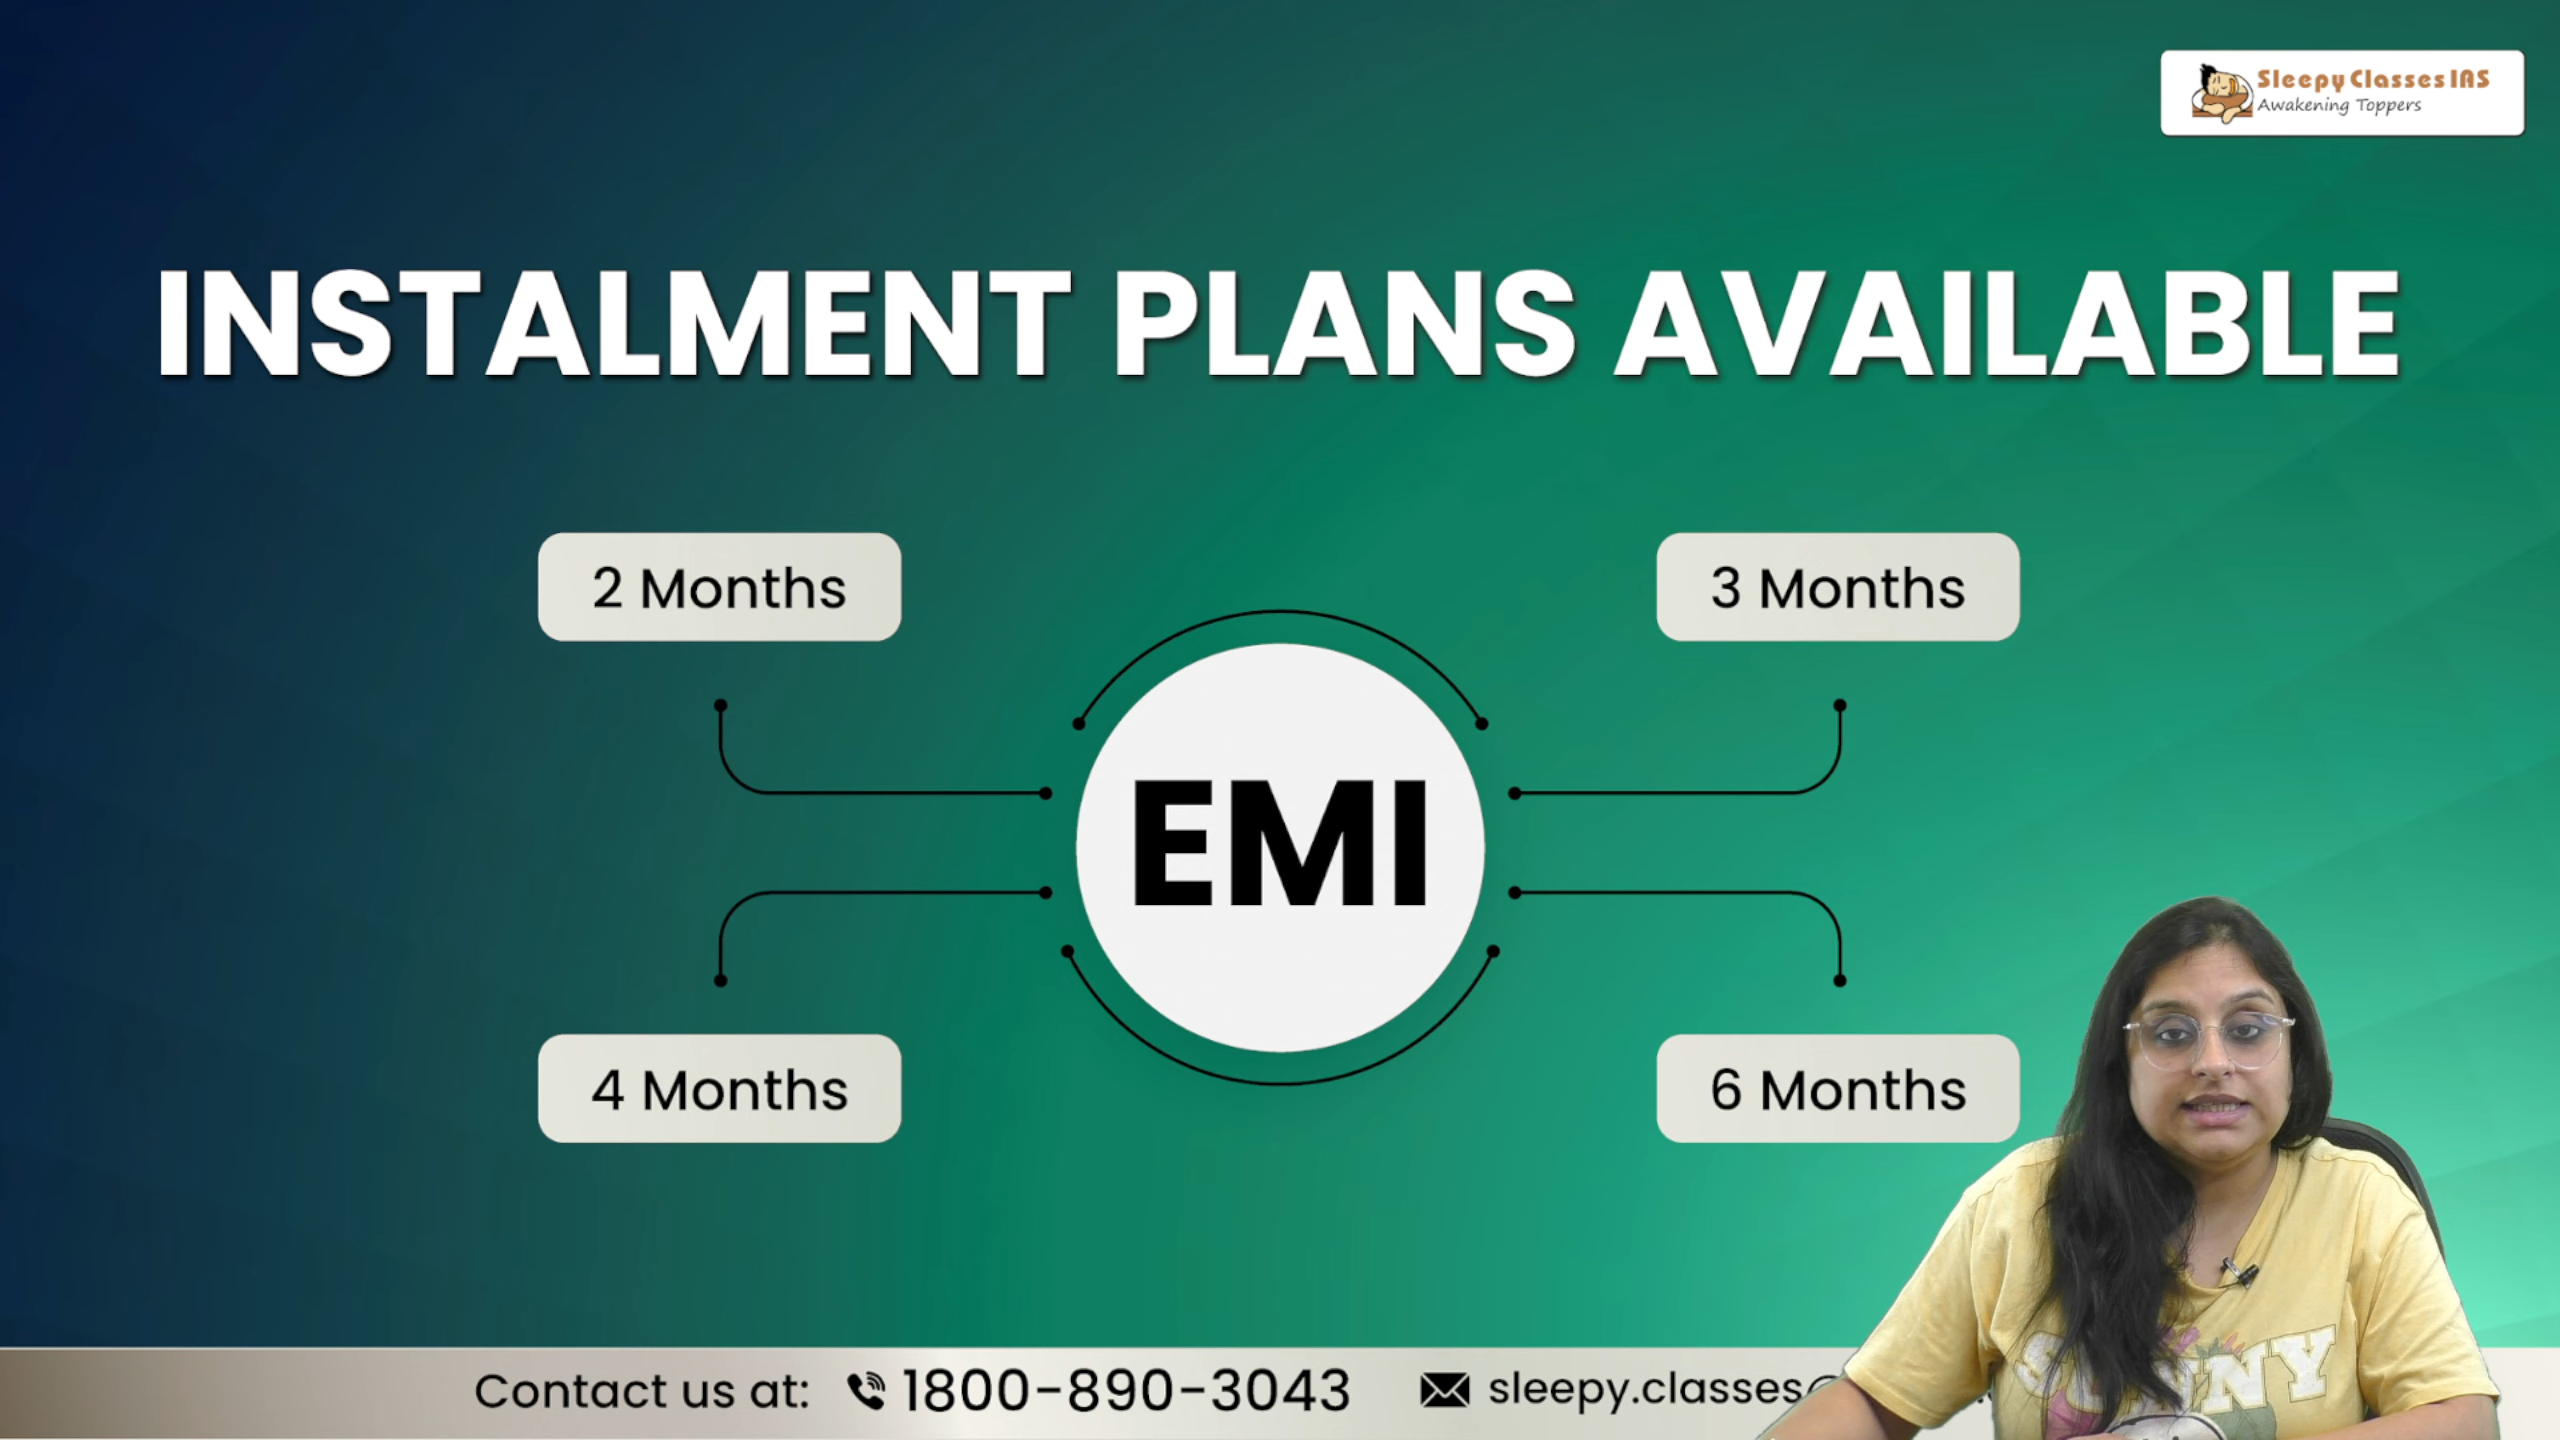 Sleepy Classes IAS
Awakening Toppers
INSTALMENT PLANS AVAILABLE
2 Months
3 Months
EMI
4 Months
6 Months
Contact us at: 1800-890-3043 sleepy.classes